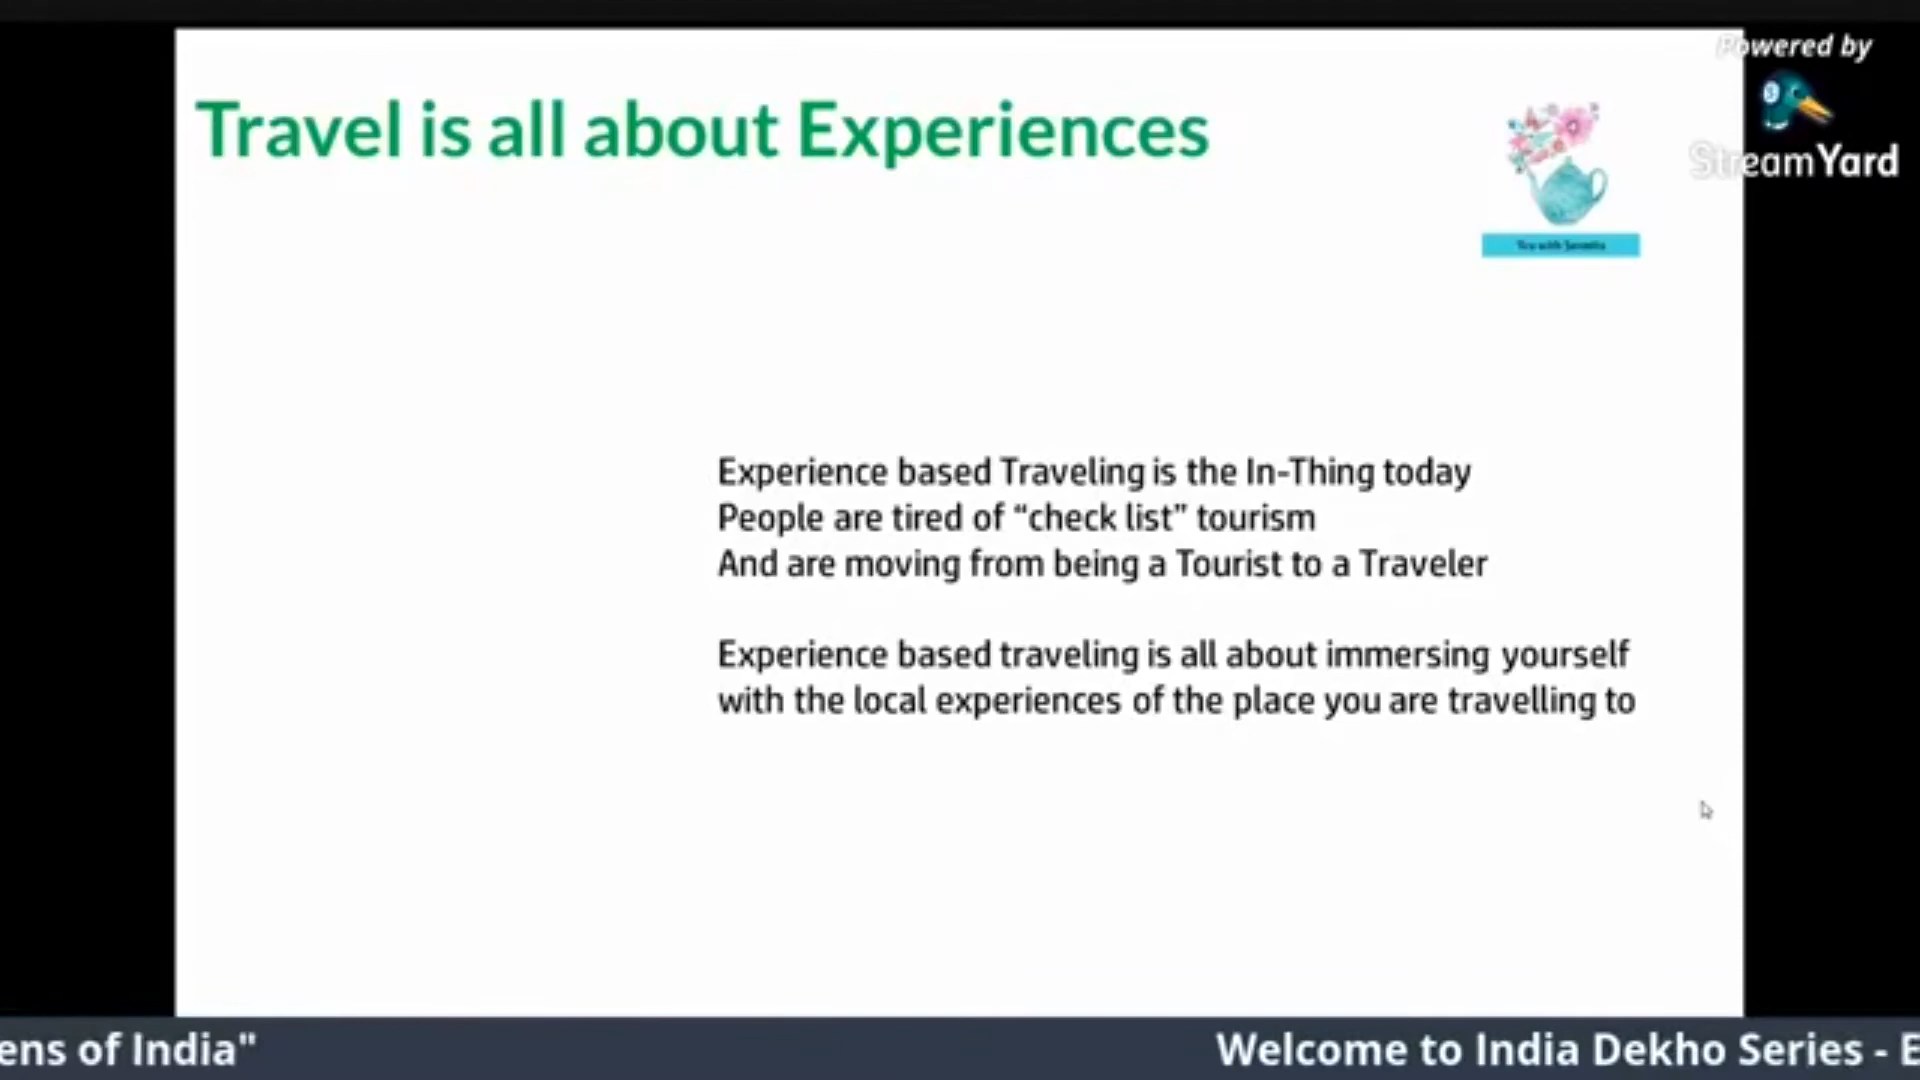 Powered by
StreamYard
Travel is all about Experiences
Tea with
Experience based Traveling is the In-Thing today
People are tired of “check list” tourism
And are moving from being a Tourist to a Traveler
Experience based traveling is all about immersing yourself
with the local experiences of the place you are travelling to
ens of India"
Welcome to India Dekho Series - E